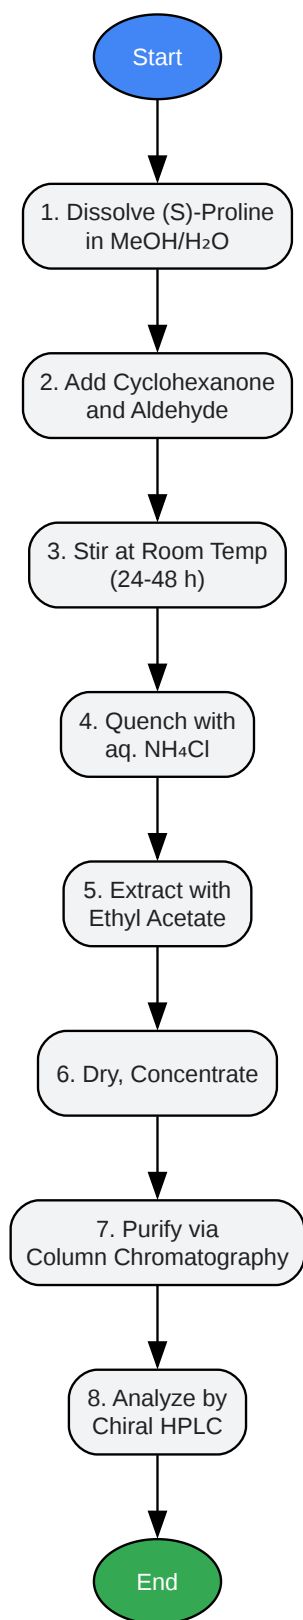 Start
1. Dissolve (S)-Proline
in MeOH/H₂O
2. Add Cyclohexanone
and Aldehyde
3. Stir at Room Temp
(24-48 h)
4. Quench with
aq. NH₄Cl
5. Extract with
Ethyl Acetate
6. Dry, Concentrate
7. Purify via
Column Chromatography
8. Analyze by
Chiral HPLC
End